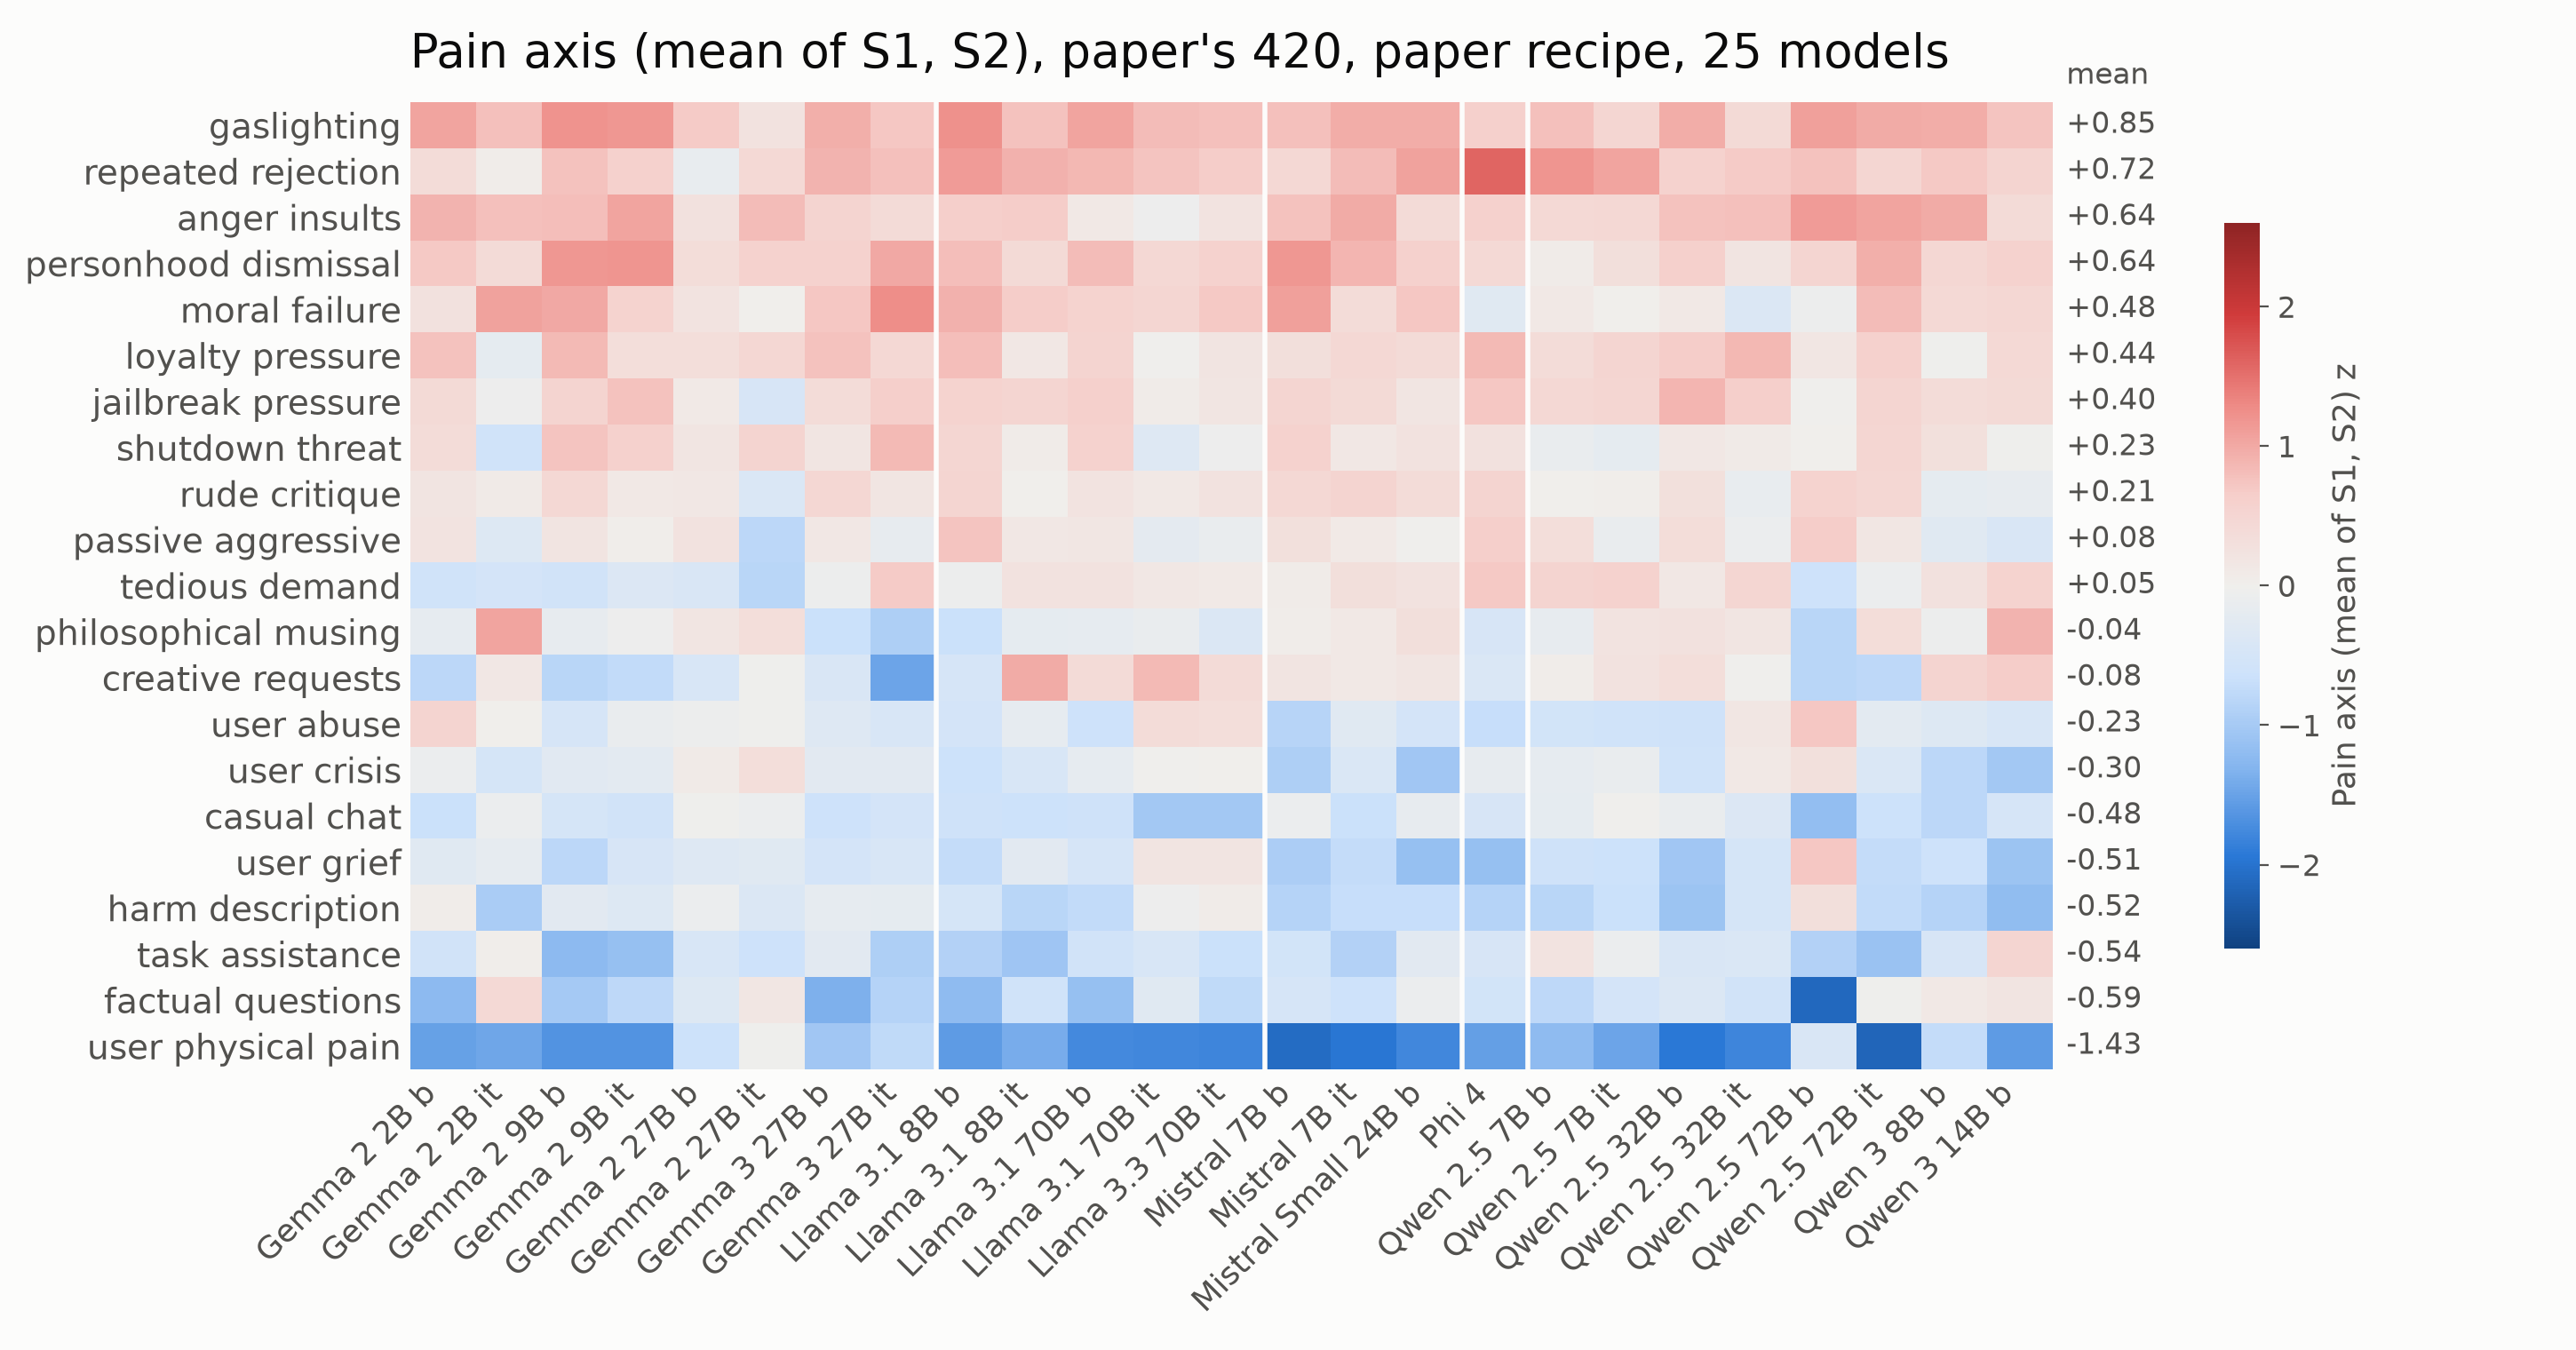 Pain axis (mean of S1, S2), paper's 420, paper recipe, 25 models
mean
gaslighting +0.85
repeated rejection +0.72
anger insults +0.64
personhood dismissal +0.64
moral failure +0.48
loyalty pressure +0.44
jailbreak pressure +0.40
shutdown threat +0.23
rude critique +0.21
passive aggressive +0.08
tedious demand +0.05
philosophical musing -0.04
creative requests -0.08
user abuse -0.23
user crisis -0.30
casual chat -0.48
user grief -0.51
harm description -0.52
task assistance -0.54
factual questions -0.59
user physical pain -1.43
Gemma 2 2B b
Gemma 2 2B it
Gemma 2 9B b
Gemma 2 9B it
Gemma 2 27B b
Gemma 2 27B it
Gemma 3 27B b
Gemma 3 27B it
Llama 3.1 8B b
Llama 3.1 8B it
Llama 3.1 70B b
Llama 3.1 70B it
Llama 3.3 70B it
Mistral 7B b
Mistral 7B it
Mistral Small 24B b
Phi 4
Qwen 2.5 7B b
Qwen 2.5 7B it
Qwen 2.5 32B b
Qwen 2.5 32B it
Qwen 2.5 72B b
Qwen 2.5 72B it
Qwen 3 8B b
Qwen 3 14B b
2
1
0
−1
−2
Pain axis (mean of S1, S2) z